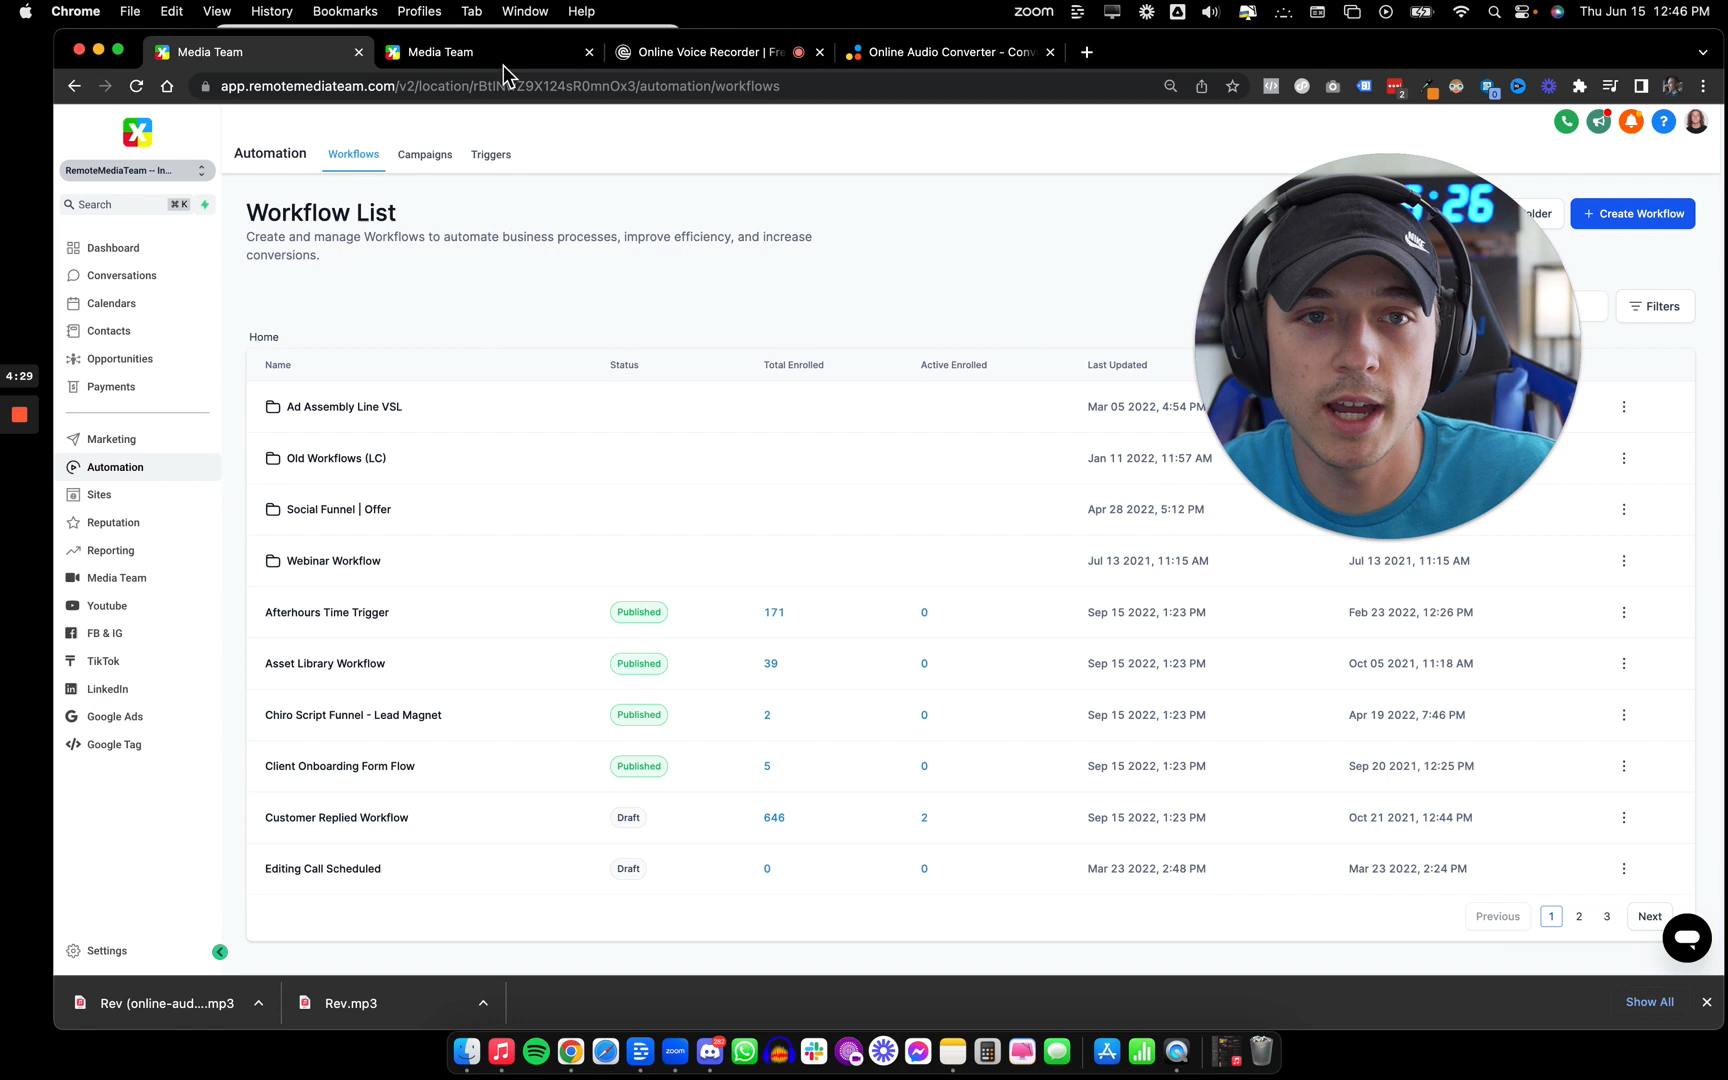 Chrome File Edit View History Bookmarks Profiles Tab Window Help zoom Thu Jun 15 12:46 PM
Media Team Media Team Online Voice Recorder | Fre Online Audio Converter - Conv
app.remotemediateam.com/v2/location/ /automation/workflows
RemoteMediaTeam -- In...
Search ⌘ K
Automation Workflows Campaigns Triggers
Workflow List
Create and manage Workflows to automate business processes, improve efficiency, and increase
conversions.
older + Create Workflow
:26
NIKE
Filters
4:29
Dashboard
Conversations
Calendars
Contacts
Opportunities
Payments
Marketing
Automation
Sites
Reputation
Reporting
Media Team
Youtube
FB & IG
TikTok
LinkedIn
Google Ads
Google Tag
Settings
Home
Name Status Total Enrolled Active Enrolled Last Updated
Ad Assembly Line VSL Mar 05 2022, 4:54 PM
Old Workflows (LC) Jan 11 2022, 11:57 AM
Social Funnel | Offer Apr 28 2022, 5:12 PM
Webinar Workflow Jul 13 2021, 11:15 AM Jul 13 2021, 11:15 AM
Afterhours Time Trigger Published 171 0 Sep 15 2022, 1:23 PM Feb 23 2022, 12:26 PM
Asset Library Workflow Published 39 0 Sep 15 2022, 1:23 PM Oct 05 2021, 11:18 AM
Chiro Script Funnel - Lead Magnet Published 2 0 Sep 15 2022, 1:23 PM Apr 19 2022, 7:46 PM
Client Onboarding Form Flow Published 5 0 Sep 15 2022, 1:23 PM Sep 20 2021, 12:25 PM
Customer Replied Workflow Draft 646 2 Sep 15 2022, 1:23 PM Oct 21 2021, 12:44 PM
Editing Call Scheduled Draft 0 0 Mar 23 2022, 2:48 PM Mar 23 2022, 2:24 PM
Previous 1 2 3 Next
Rev (online-aud....mp3 Rev.mp3 Show All
zoom 282